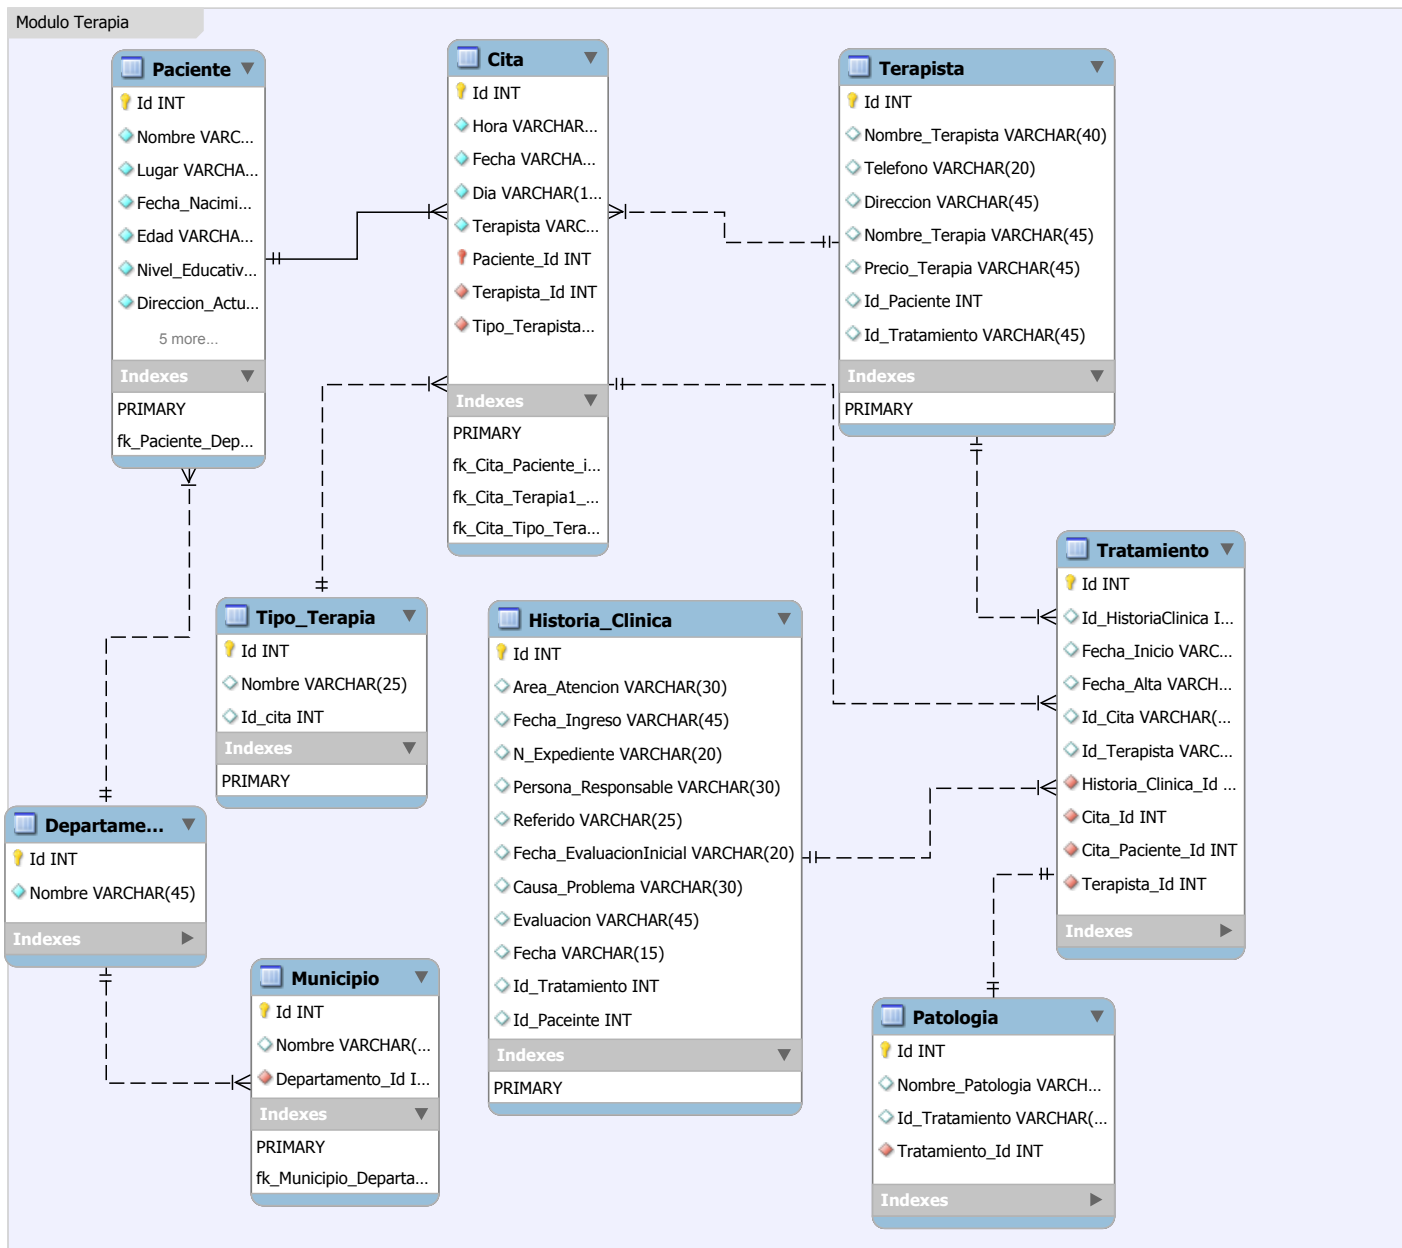 Modulo Terapia
Paciente
Id INT
Nombre VARC...
Lugar VARCHA...
Fecha_Nacimi...
Edad VARCHA...
Nivel_Educativ...
Direccion_Actu...
5 more...
Indexes
PRIMARY
fk_Paciente_Dep...
Cita
Id INT
Hora VARCHAR...
Fecha VARCHA...
Dia VARCHAR(1...
Terapista VARC...
Paciente_Id INT
Terapista_Id INT
Tipo_Terapista...
Indexes
PRIMARY
fk_Cita_Paciente_i...
fk_Cita_Terapia1_...
fk_Cita_Tipo_Tera...
Terapista
Id INT
Nombre_Terapista VARCHAR(40)
Telefono VARCHAR(20)
Direccion VARCHAR(45)
Nombre_Terapia VARCHAR(45)
Precio_Terapia VARCHAR(45)
Id_Paciente INT
Id_Tratamiento VARCHAR(45)
Indexes
PRIMARY
Tipo_Terapia
Id INT
Nombre VARCHAR(25)
Id_cita INT
Indexes
PRIMARY
Historia_Clinica
Id INT
Area_Atencion VARCHAR(30)
Fecha_Ingreso VARCHAR(45)
N_Expediente VARCHAR(20)
Persona_Responsable VARCHAR(30)
Referido VARCHAR(25)
Fecha_EvaluacionInicial VARCHAR(20)
Causa_Problema VARCHAR(30)
Evaluacion VARCHAR(45)
Fecha VARCHAR(15)
Id_Tratamiento INT
Id_Paceinte INT
Indexes
PRIMARY
Tratamiento
Id INT
Id_HistoriaClinica I...
Fecha_Inicio VARC...
Fecha_Alta VARCH...
Id_Cita VARCHAR(...
Id_Terapista VARC...
Historia_Clinica_Id ...
Cita_Id INT
Cita_Paciente_Id INT
Terapista_Id INT
Indexes
Departame...
Id INT
Nombre VARCHAR(45)
Indexes
Municipio
Id INT
Nombre VARCHAR(...
Departamento_Id I...
Indexes
PRIMARY
fk_Municipio_Departa...
Patologia
Id INT
Nombre_Patologia VARCH...
Id_Tratamiento VARCHAR(...
Tratamiento_Id INT
Indexes